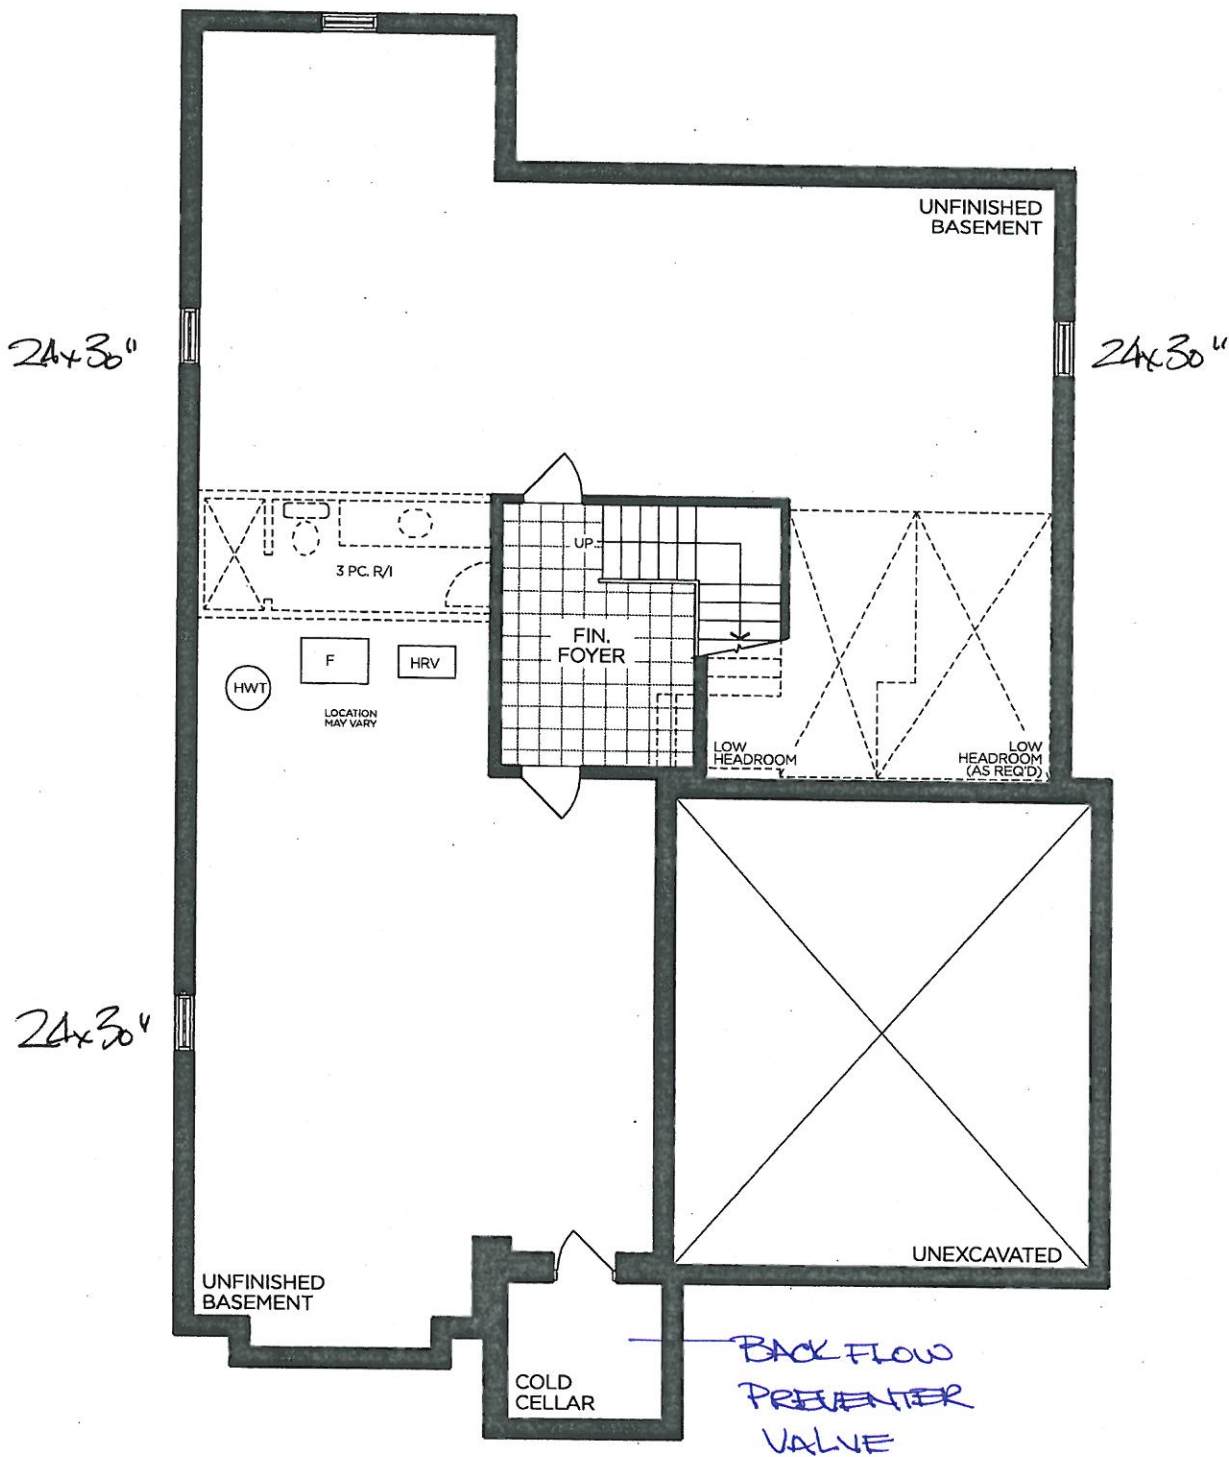 UNFINISHED
BASEMENT
24x30"
24x30"
UP
3 PC. R/I
FIN.
FOYER
F
HRV
HWT
LOCATION
MAY VARY
LOW
HEADROOM
LOW
HEADROOM
(AS REQ'D)
24x30"
UNEXCAVATED
UNFINISHED
BASEMENT
COLD
CELLAR
BACK FLOW
PREVENTER
VALVE